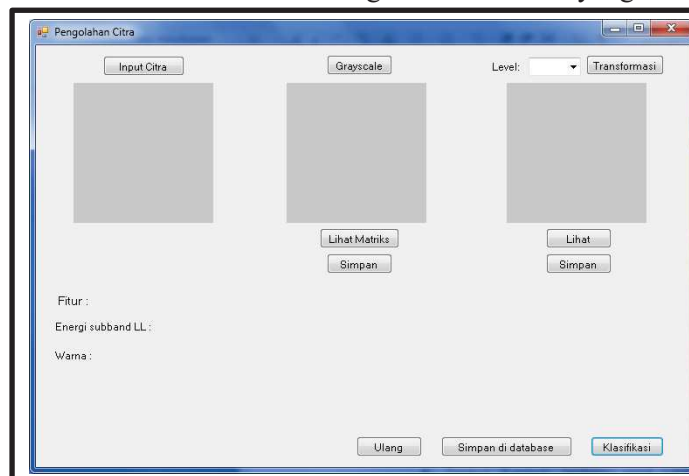 Pengolahan Citra
Input Citra Grayscale Level: Transformasi
Lihat Matriks Lihat
Simpan Simpan
Fitur :
Energi subband LL :
Warna :
Ulang Simpan di database Klasifikasi